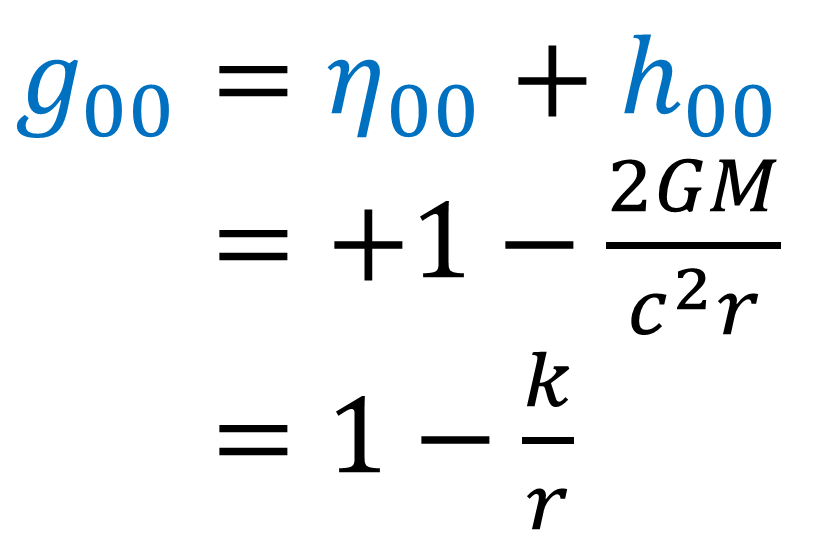 g₀₀ = η₀₀ + h₀₀
= +1 − 2GM/c²r
= 1 − k/r